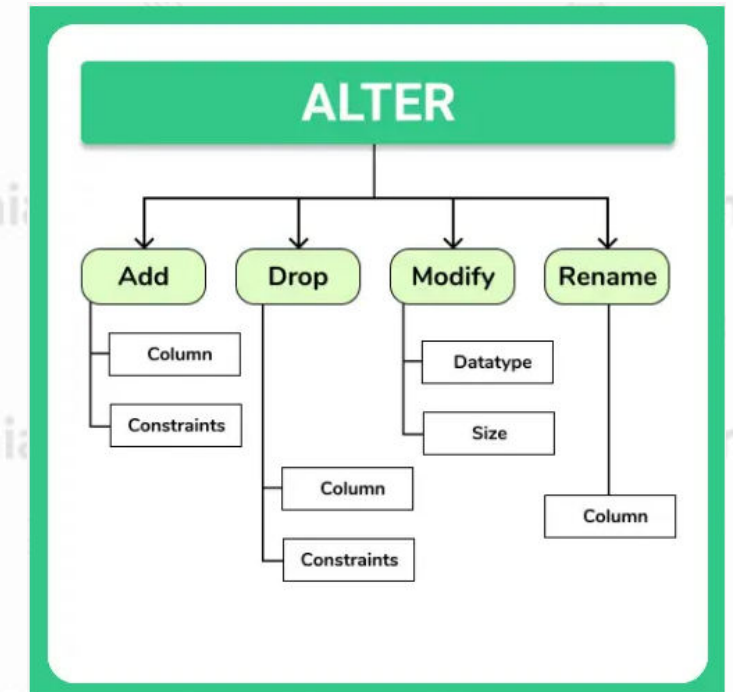 ALTER
Add
Drop
Modify
Rename
Column
Constraints
Column
Constraints
Datatype
Size
Column